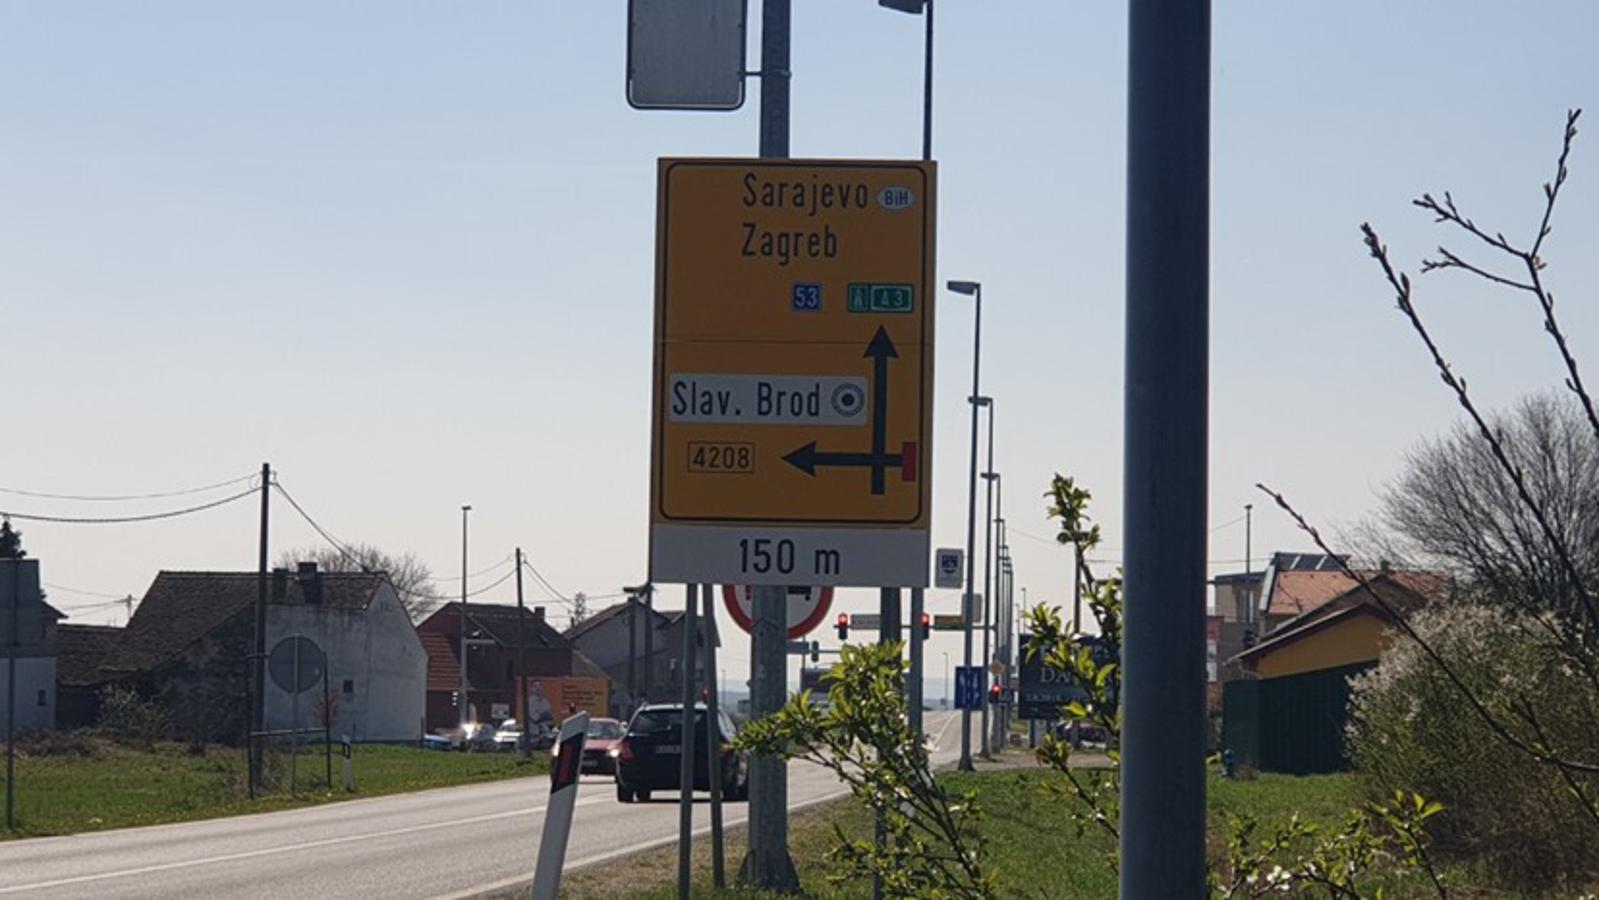 Sarajevo BiH
Zagreb
53 A A3
Slav. Brod
4208
150 m